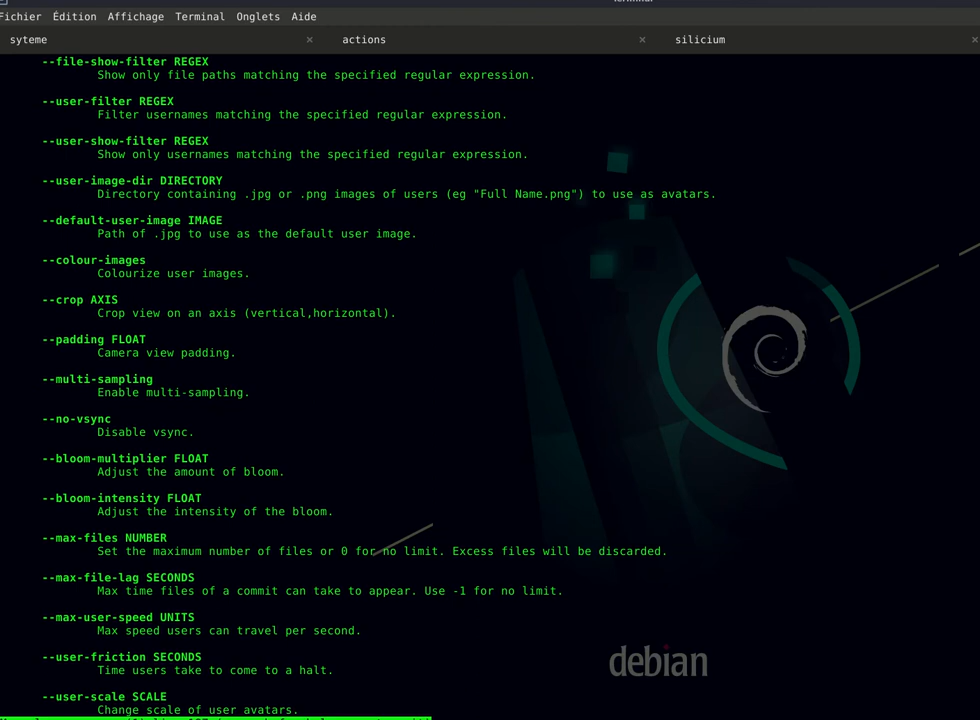 Fichier Édition Affichage Terminal Onglets Aide
syteme × actions × silicium ×
--file-show-filter REGEX
Show only file paths matching the specified regular expression.
--user-filter REGEX
Filter usernames matching the specified regular expression.
--user-show-filter REGEX
Show only usernames matching the specified regular expression.
--user-image-dir DIRECTORY
Directory containing .jpg or .png images of users (eg "Full Name.png") to use as avatars.
--default-user-image IMAGE
Path of .jpg to use as the default user image.
--colour-images
Colourize user images.
--crop AXIS
Crop view on an axis (vertical,horizontal).
--padding FLOAT
Camera view padding.
--multi-sampling
Enable multi-sampling.
--no-vsync
Disable vsync.
--bloom-multiplier FLOAT
Adjust the amount of bloom.
--bloom-intensity FLOAT
Adjust the intensity of the bloom.
--max-files NUMBER
Set the maximum number of files or 0 for no limit. Excess files will be discarded.
--max-file-lag SECONDS
Max time files of a commit can take to appear. Use -1 for no limit.
--max-user-speed UNITS
Max speed users can travel per second.
--user-friction SECONDS
Time users take to come to a halt.
--user-scale SCALE
Change scale of user avatars.
debian